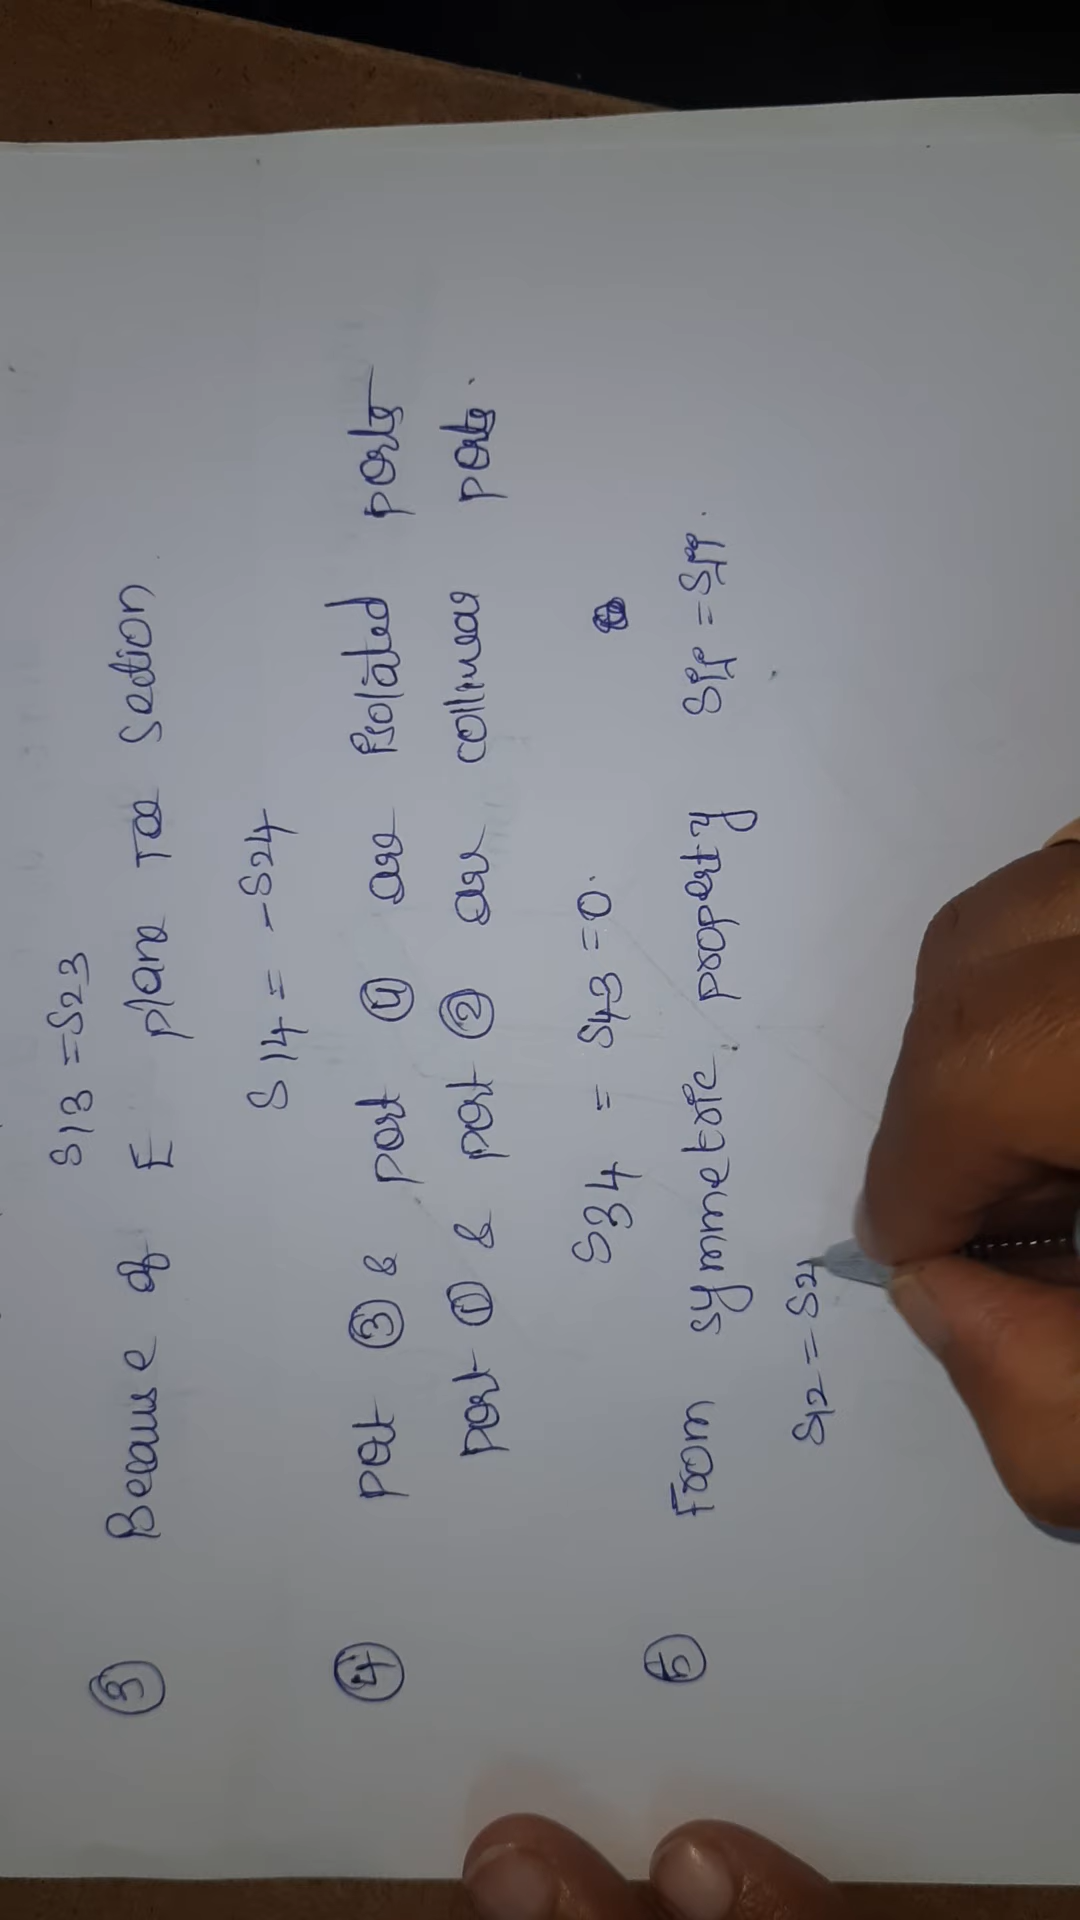 S13 = S23
③ Because of E plane Tee section
S14 = -S24
④ port ③ & port ④ are isolated ports
port ① & port ② are collinear ports.
S34 = S43 = 0.
⑤ From symmetric property Sij = Sji.
S12 = S21